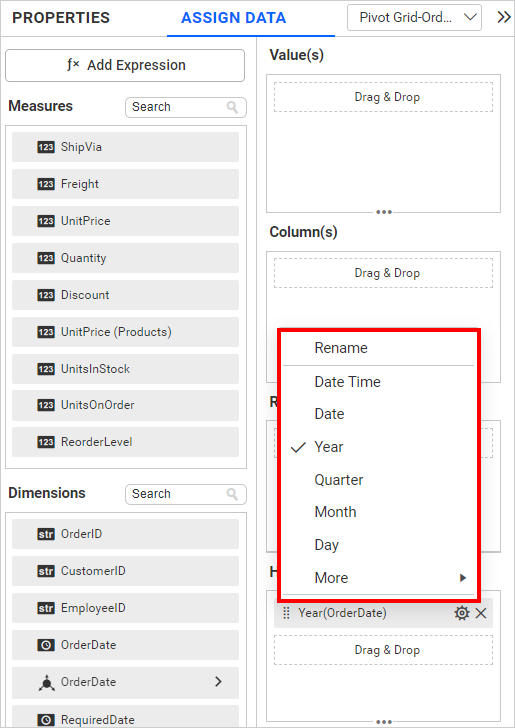 PROPERTIES
ASSIGN DATA
Pivot Grid-Ord...
Add Expression
Measures
Search
123 ShipVia
123 Freight
123 UnitPrice
123 Quantity
123 Discount
123 UnitPrice (Products)
123 UnitsInStock
123 UnitsOnOrder
123 ReorderLevel
Dimensions
Search
str OrderID
str CustomerID
str EmployeeID
OrderDate
OrderDate
RequiredDate
Value(s)
Drag & Drop
Column(s)
Drag & Drop
R
Rename
Date Time
Date
Year
Quarter
Month
Day
More
H
Year(OrderDate)
Drag & Drop